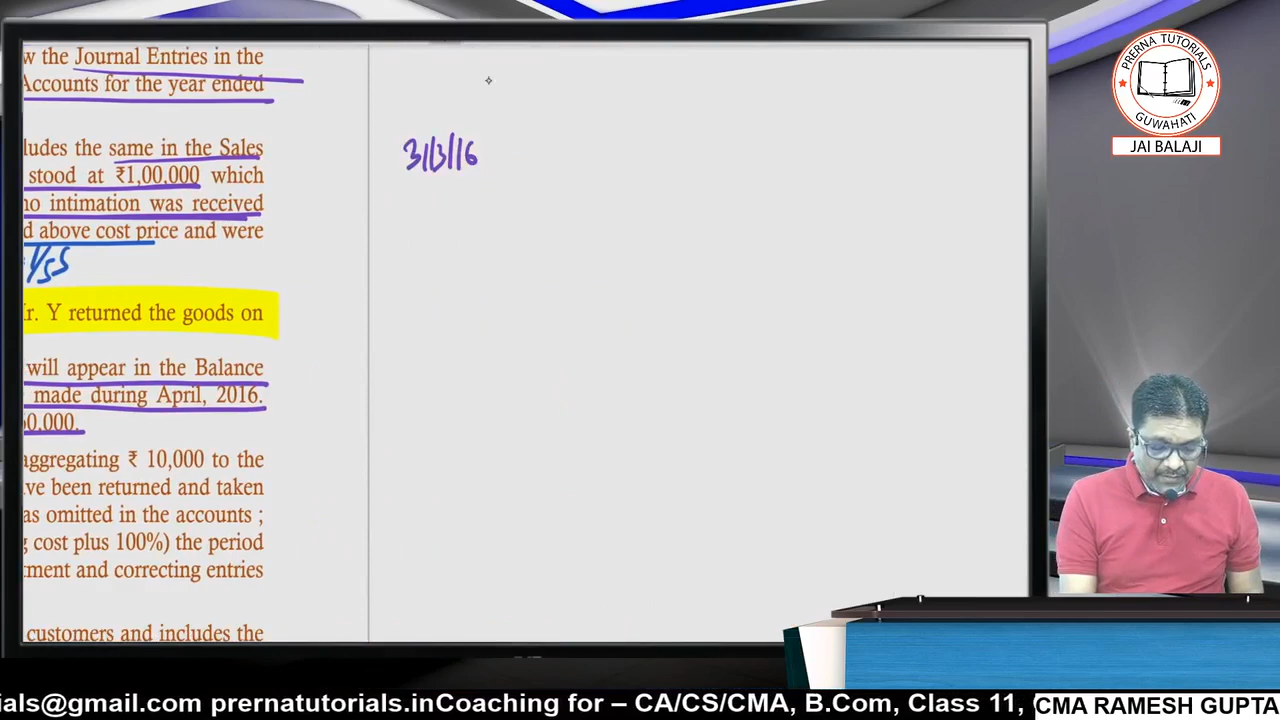 w the Journal Entries in the
Accounts for the year ended
ludes the same in the Sales
stood at ₹1,00,000 which
no intimation was received
d above cost price and were
1/55
Ir. Y returned the goods on
will appear in the Balance
made during April, 2016.
60,000.
aggregating ₹ 10,000 to the
ve been returned and taken
as omitted in the accounts ;
g cost plus 100%) the period
tment and correcting entries
customers and includes the
31/3/16
PRERNA TUTORIALS
GUWAHATI
JAI BALAJI
ials@gmail.com prernatutorials.inCoaching for – CA/CS/CMA, B.Com, Class 11,
CMA RAMESH GUPTA